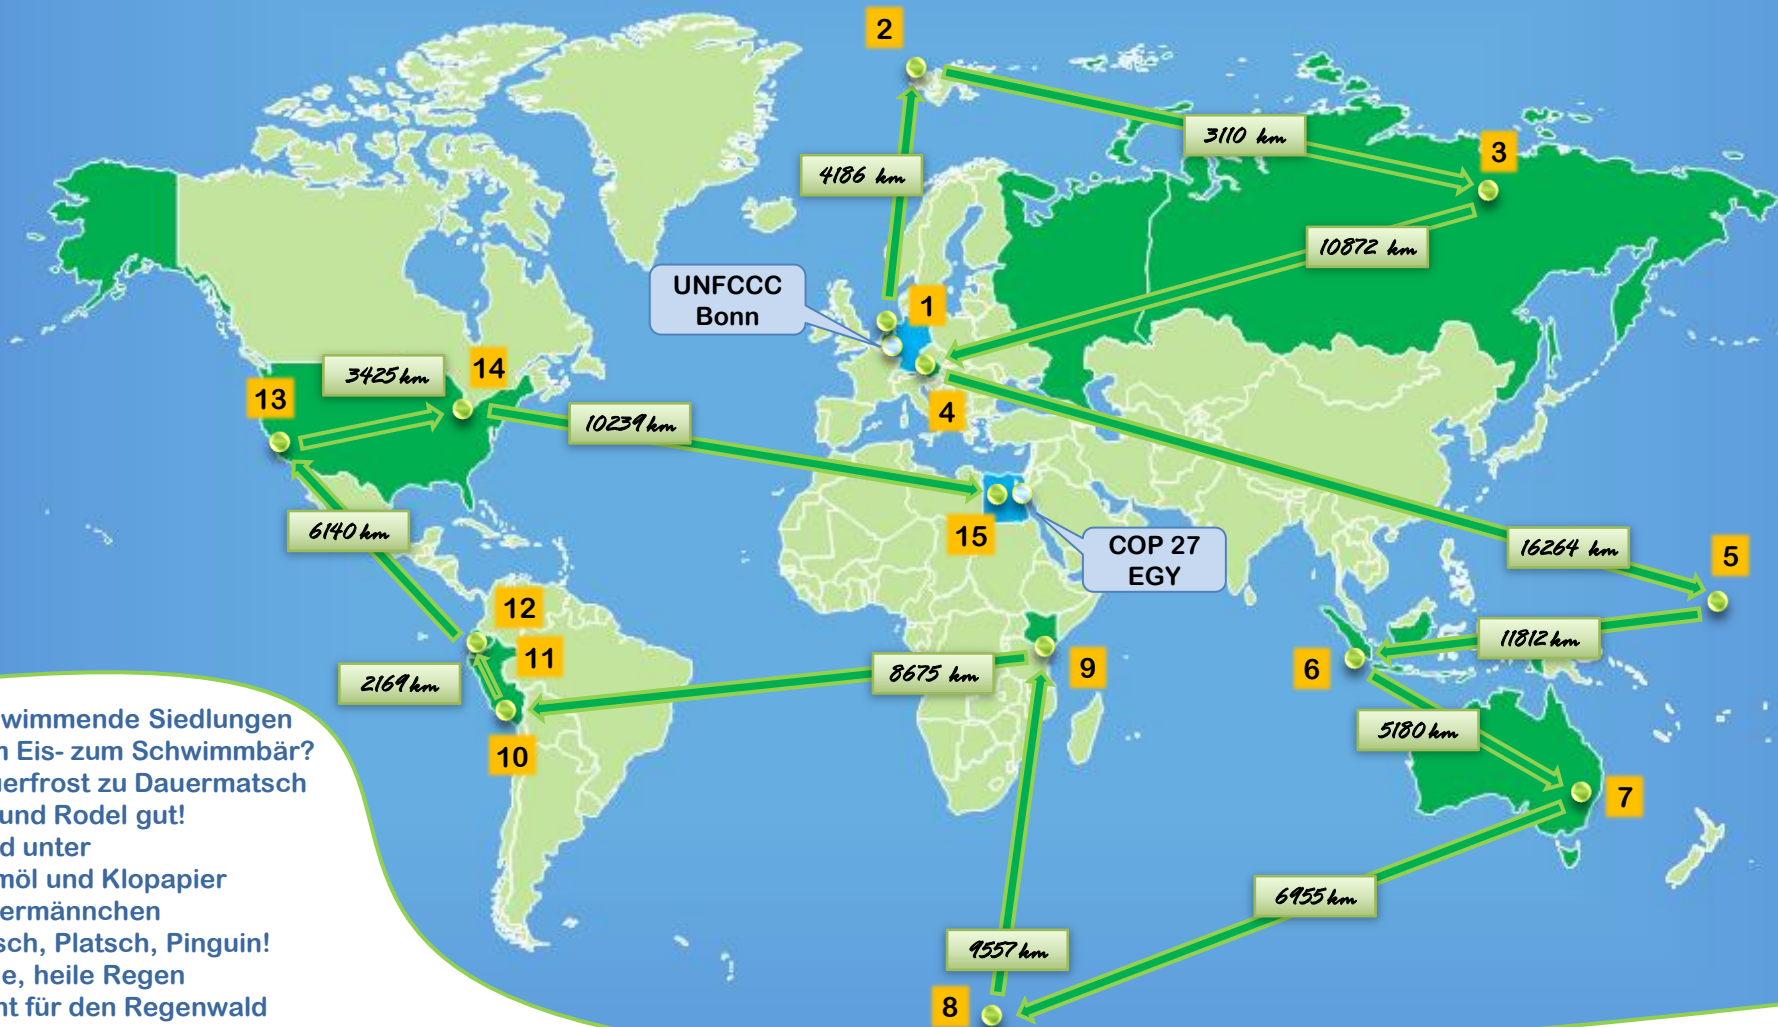 2
3110 km
3
4186 km
10872 km
UNFCCC
Bonn
1
3425 km
14
13
10239 km
4
15
6140 km
COP 27
EGY
16264 km
5
12
11
11812 km
6
9
8675 km
2169 km
10
5180 km
7
6955 km
9557 km
8
wimmende Siedlungen
Eis- zum Schwimmbär?
erfrost zu Dauermatsch
und Rodel gut!
d unter
möl und Klopapier
ermännchen
sch, Platsch, Pinguin!
e, heile Regen
nt für den Regenwald